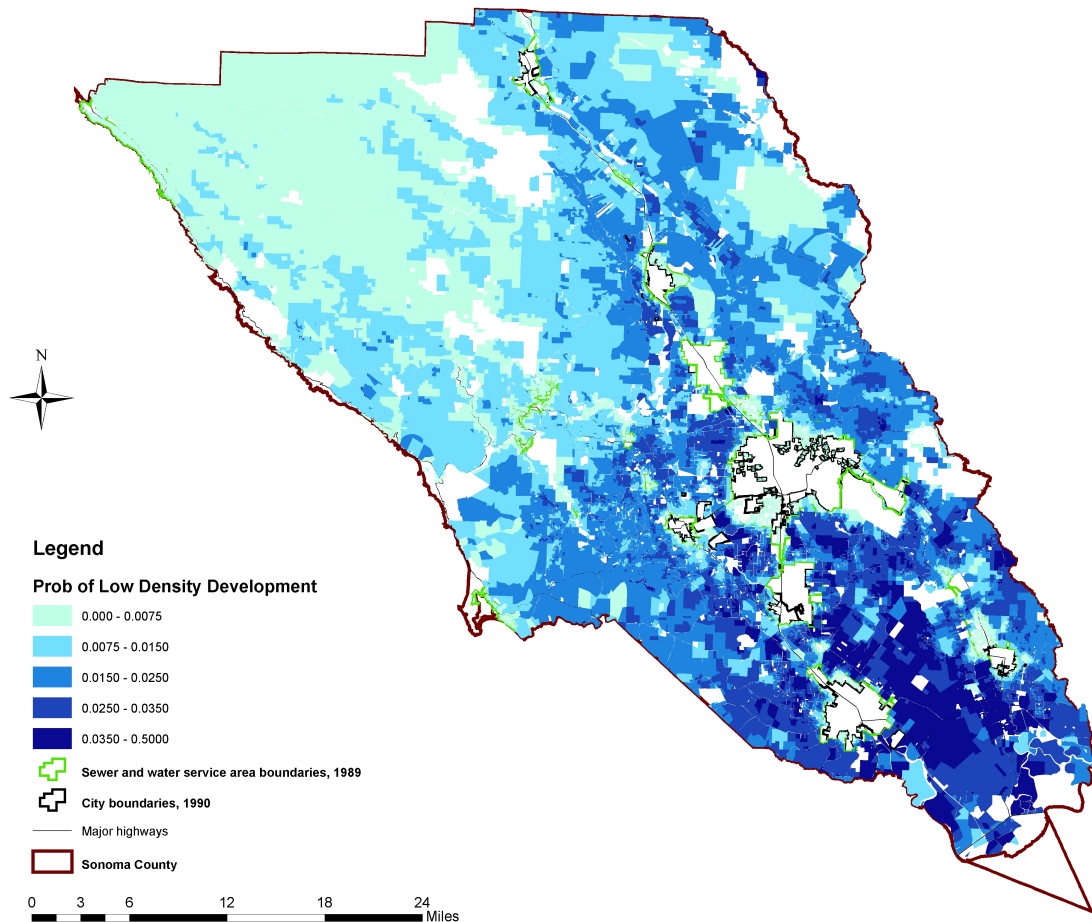 N
Legend
Prob of Low Density Development
0.000 - 0.0075
0.0075 - 0.0150
0.0150 - 0.0250
0.0250 - 0.0350
0.0350 - 0.5000
Sewer and water service area boundaries, 1989
City boundaries, 1990
Major highways
Sonoma County
0 3 6 12 18 24
Miles